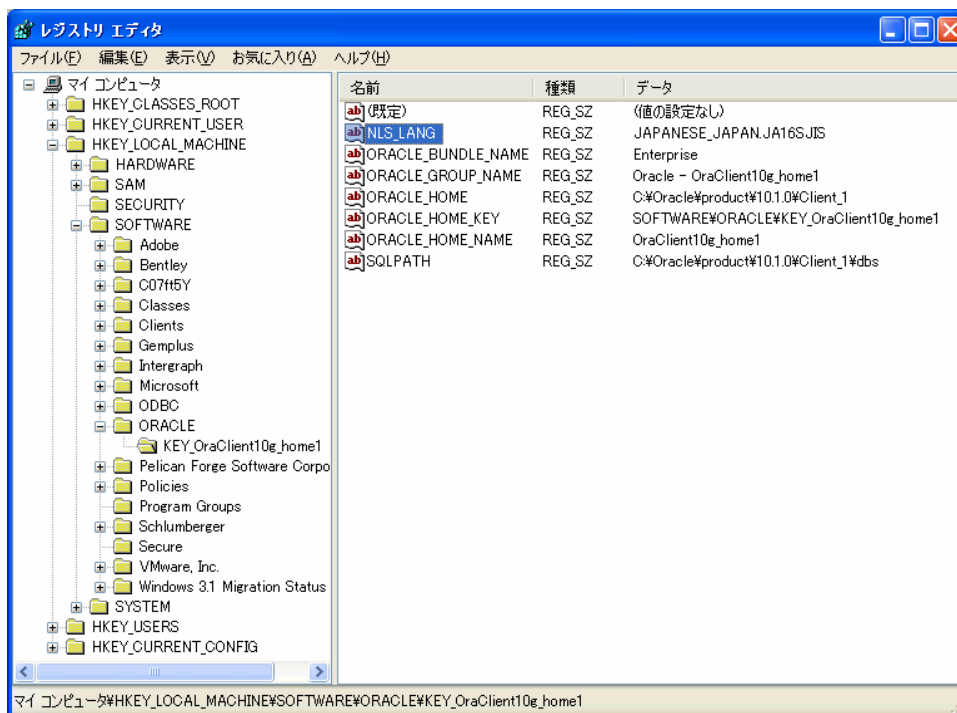 レジストリ エディタ
ファイル(F) 編集(E) 表示(V) お気に入り(A) ヘルプ(H)
マイ コンピュータ
HKEY_CLASSES_ROOT
HKEY_CURRENT_USER
HKEY_LOCAL_MACHINE
HARDWARE
SAM
SECURITY
SOFTWARE
Adobe
Bentley
C07ft5Y
Classes
Clients
Gemplus
Intergraph
Microsoft
ODBC
ORACLE
KEY_OraClient10g_home1
Pelican Forge Software Corpo
Policies
Program Groups
Schlumberger
Secure
VMware, Inc.
Windows 3.1 Migration Status
SYSTEM
HKEY_USERS
HKEY_CURRENT_CONFIG
名前 種類 データ
(既定) REG_SZ (値の設定なし)
NLS_LANG REG_SZ JAPANESE_JAPAN.JA16SJIS
ORACLE_BUNDLE_NAME REG_SZ Enterprise
ORACLE_GROUP_NAME REG_SZ Oracle - OraClient10g_home1
ORACLE_HOME REG_SZ C:¥Oracle¥product¥10.1.0¥Client_1
ORACLE_HOME_KEY REG_SZ SOFTWARE¥ORACLE¥KEY_OraClient10g_home1
ORACLE_HOME_NAME REG_SZ OraClient10g_home1
SQLPATH REG_SZ C:¥Oracle¥product¥10.1.0¥Client_1¥dbs
マイ コンピュータ¥HKEY_LOCAL_MACHINE¥SOFTWARE¥ORACLE¥KEY_OraClient10g_home1